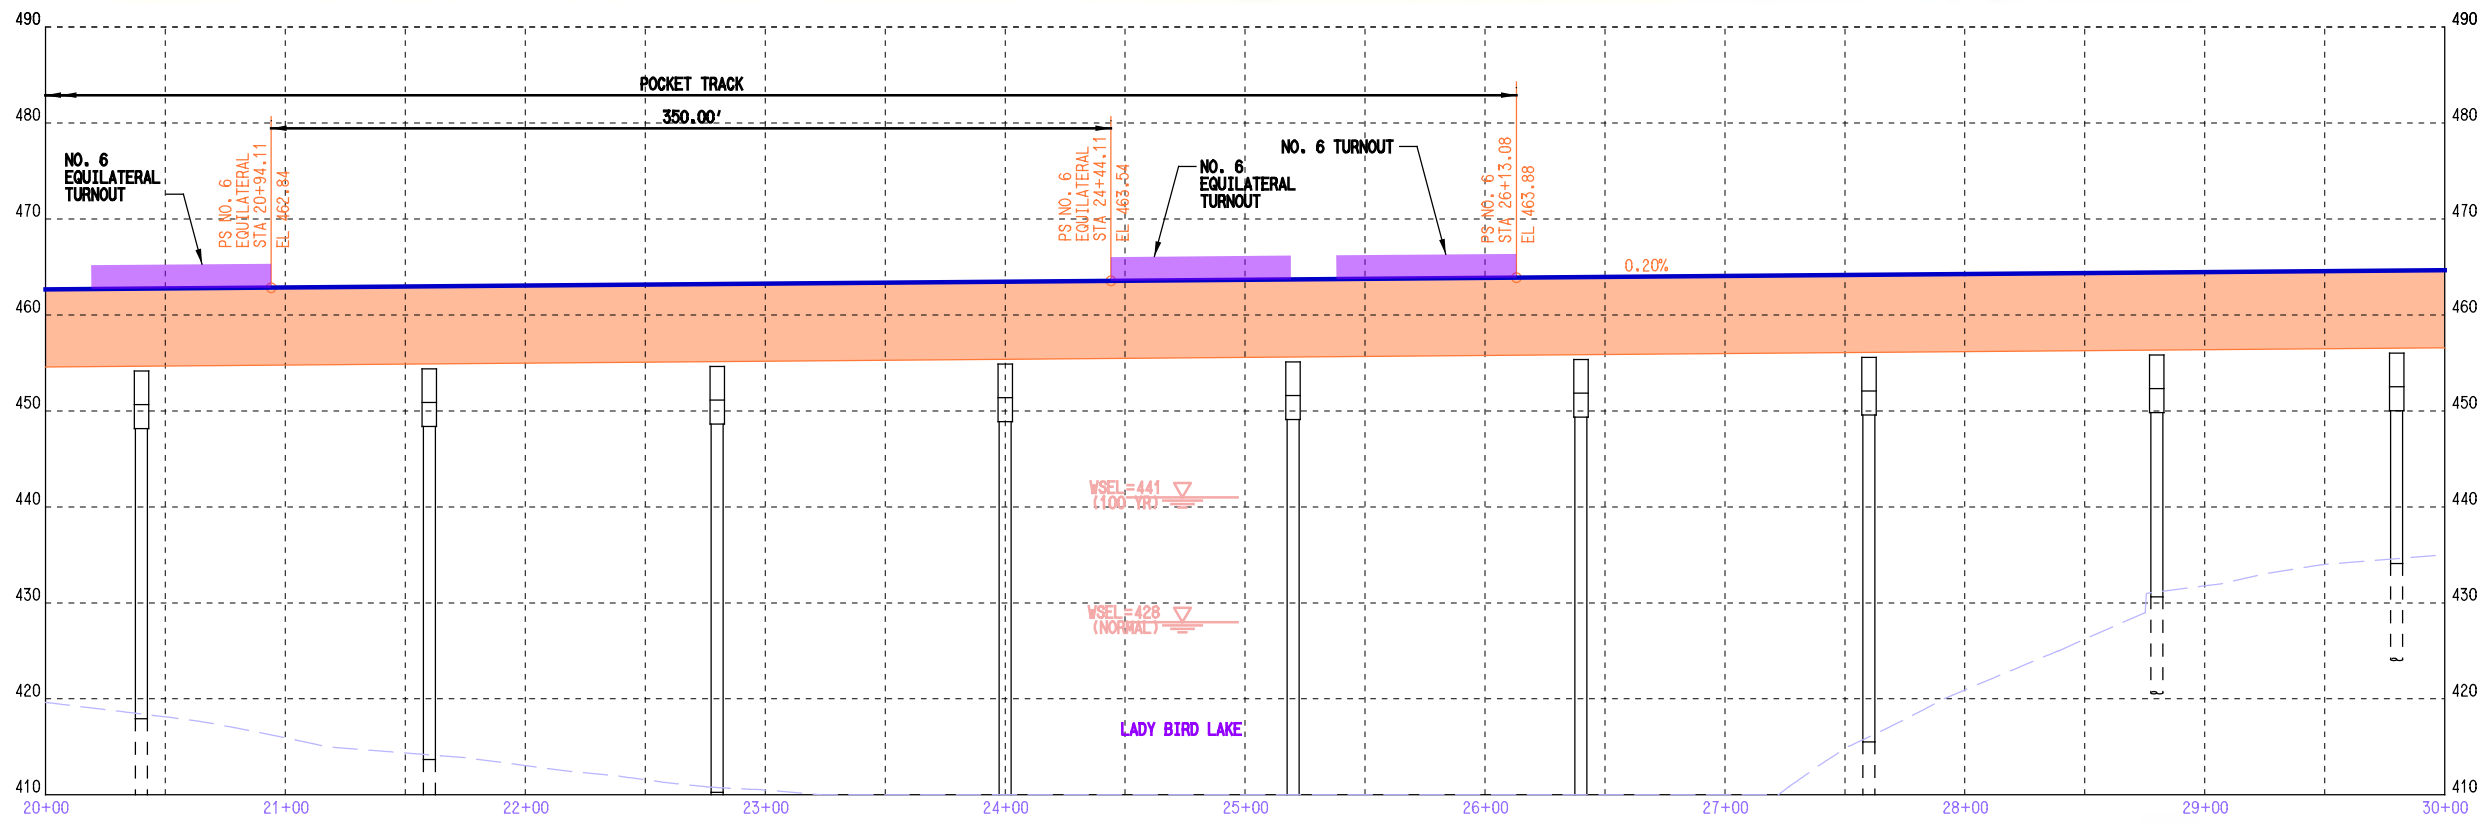 490
490
POCKET TRACK
480
350.00'
480
NO. 6
EQUILATERAL
TURNOUT
PS NO. 6
EQUILATERAL
STA 20+94.11
EL 462.84
PS NO. 6
EQUILATERAL
STA 24+44.11
EL 463.54
NO. 6
EQUILATERAL
TURNOUT
NO. 6 TURNOUT
PS NO. 6
STA 26+13.08
EL 463.88
470
470
0.20%
460
460
450
450
WSEL=441
(100 YR)
440
440
WSEL=428
(NORMAL)
430
430
420
420
LADY BIRD LAKE
410
410
20+00
21+00
22+00
23+00
24+00
25+00
26+00
27+00
28+00
29+00
30+00